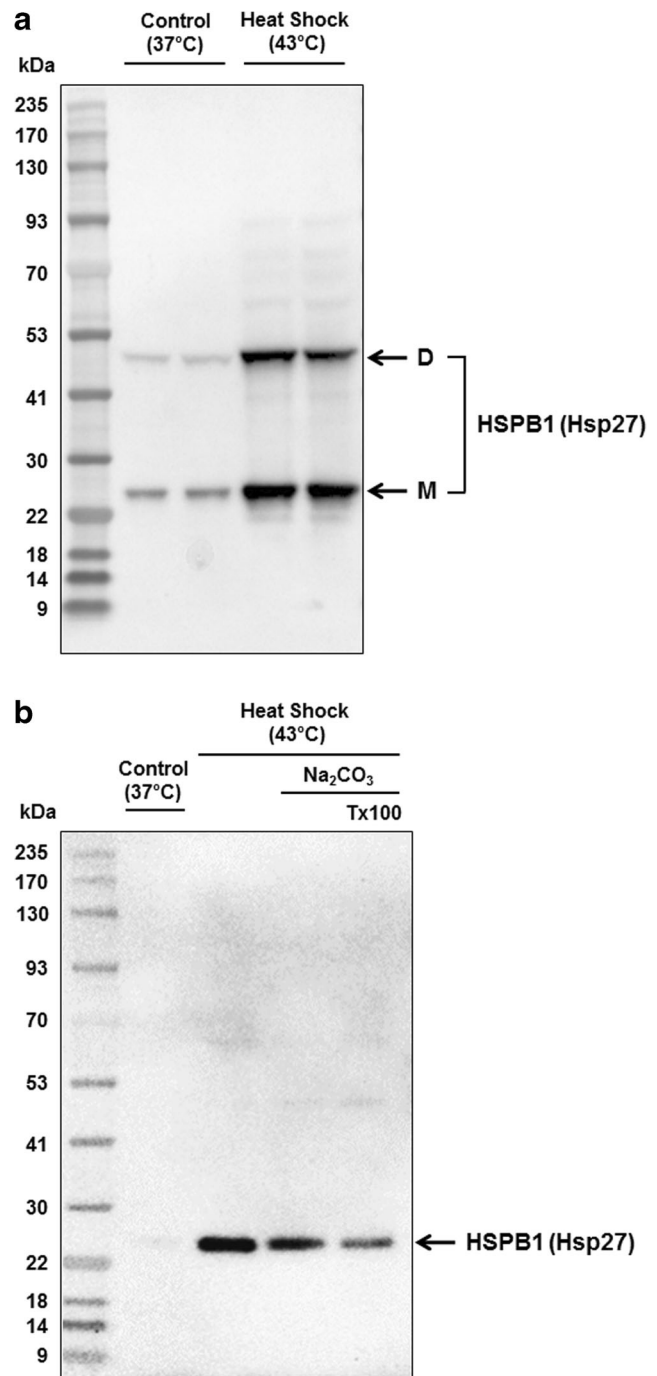 a
Control
(37°C)
Heat Shock
(43°C)
kDa
235
170
130
93
70
53
41
30
22
18
14
9
D
M
HSPB1 (Hsp27)
b
Heat Shock
(43°C)
Control
(37°C)
Na₂CO₃
Tx100
kDa
235
170
130
93
70
53
41
30
22
18
14
9
HSPB1 (Hsp27)